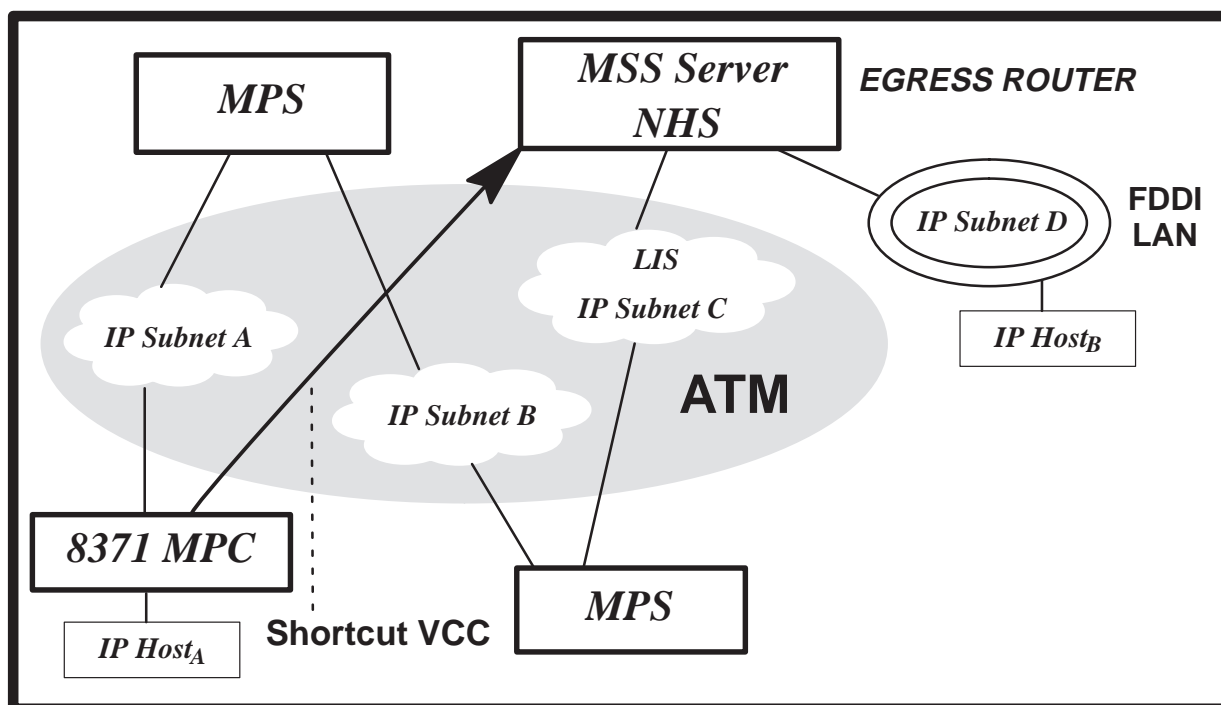 MPS
MSS Server
NHS
EGRESS ROUTER
IP Subnet D
FDDI
LAN
LIS
IP Subnet C
IP Subnet A
IP HostB
ATM
IP Subnet B
8371 MPC
MPS
Shortcut VCC
IP HostA